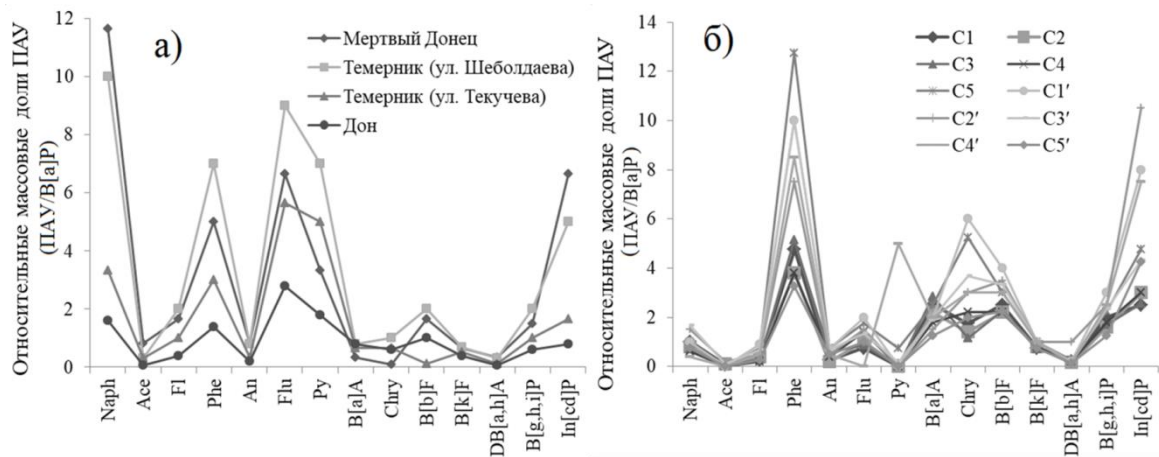 Относительные массовые доли ПАУ
(ПАУ/B[a]P)
12
10
8
6
4
2
0
а)
Мертвый Донец
Темерник (ул. Шеболдаева)
Темерник (ул. Текучева)
Дон
Naph
Ace
Fl
Phe
An
Flu
Py
B[a]A
Chry
B[b]F
B[k]F
DB[a,h]A
B[g,h,i]P
In[cd]P
Относительные массовые доли ПАУ
(ПАУ/B[a]P)
14
12
10
8
6
4
2
0
б)
C1 C2
C3 C4
C5 C1′
C2′ C3′
C4′ C5′
Naph
Ace
Fl
Phe
An
Flu
Py
B[a]A
Chry
B[b]F
B[k]F
DB[a,h]A
B[g,h,i]P
In[cd]P